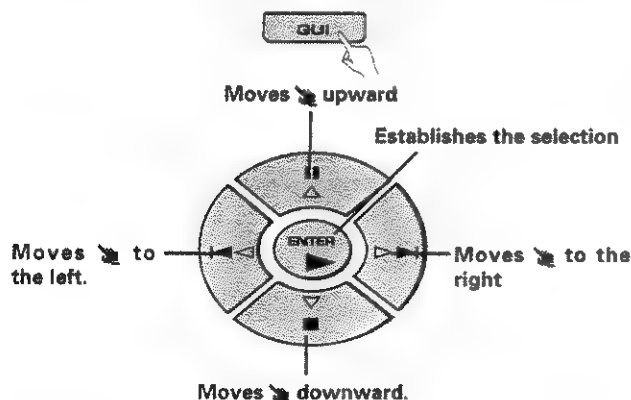 GUI
Moves upward
Establishes the selection
ENTER
Moves to
the left.
Moves to the
right
Moves downward.